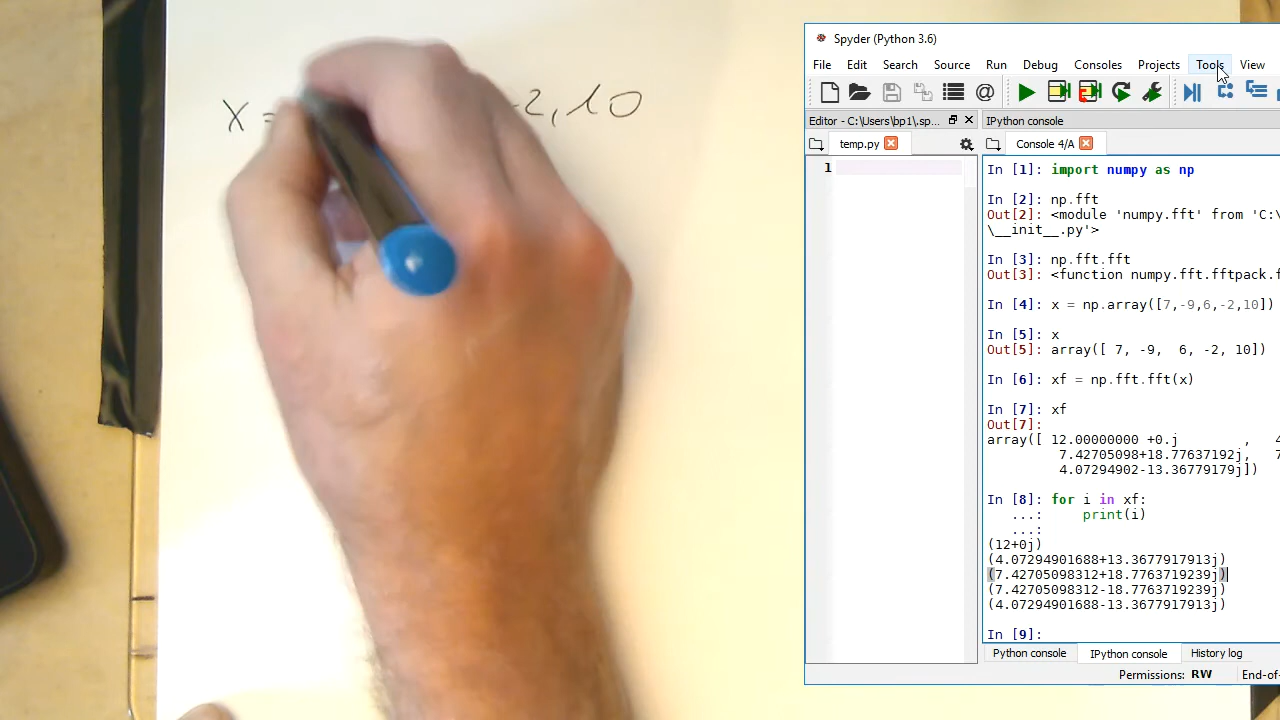 x = -2, 10
Spyder (Python 3.6)
File Edit Search Source Run Debug Consoles Projects Tools View
Editor - C:\Users\bp1\.sp...
IPython console
temp.py
Console 4/A
1
In [1]: import numpy as np
In [2]: np.fft
Out[2]: <module 'numpy.fft' from 'C:\
\__init__.py'>
In [3]: np.fft.fft
Out[3]: <function numpy.fft.fftpack.f
In [4]: x = np.array([7,-9,6,-2,10])
In [5]: x
Out[5]: array([ 7, -9,  6, -2, 10])
In [6]: xf = np.fft.fft(x)
In [7]: xf
Out[7]:
array([ 12.00000000 +0.j         ,   4
7.42705098+18.77637192j,   7
4.07294902-13.36779179j])
In [8]: for i in xf:
...:     print(i)
...:
(12+0j)
(4.07294901688+13.3677917913j)
(7.42705098312+18.7763719239j)
(7.42705098312-18.7763719239j)
(4.07294901688-13.3677917913j)
In [9]:
Python console IPython console History log
Permissions: RW End-of-